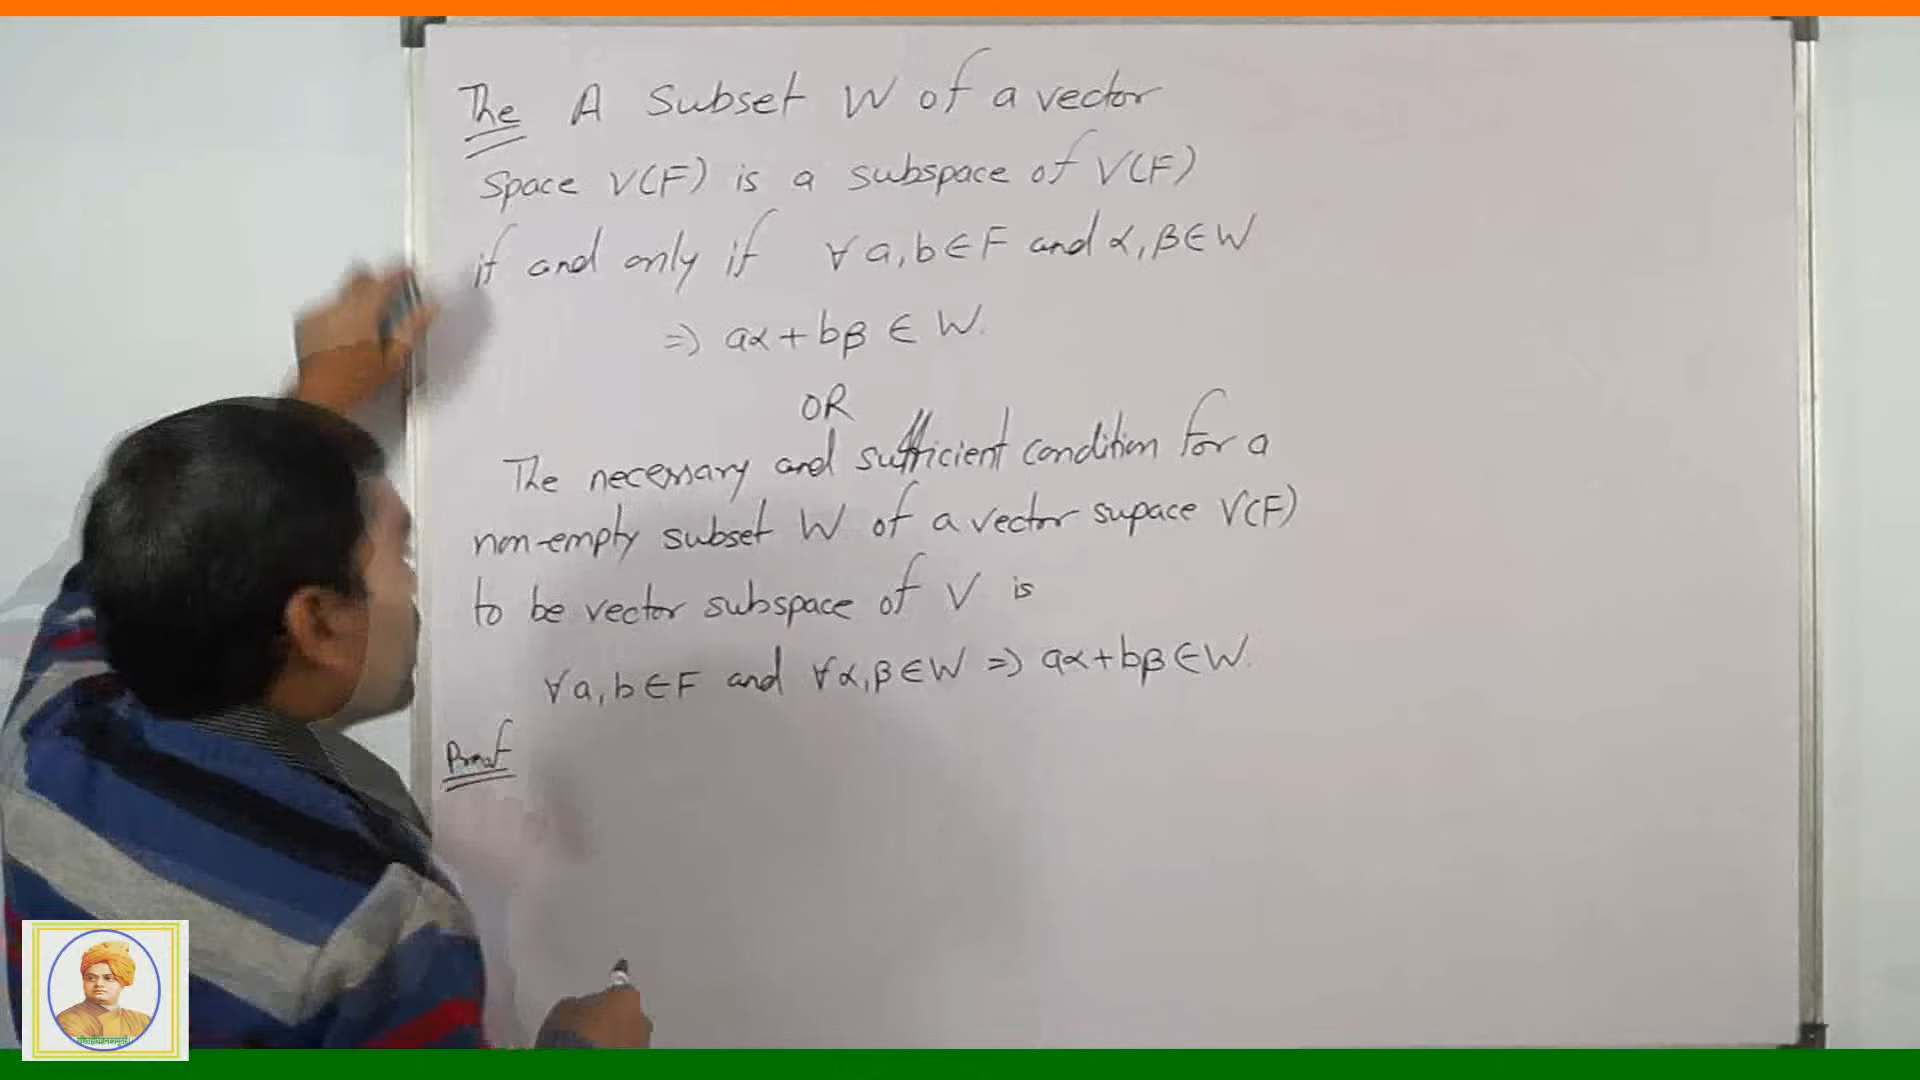 The A Subset W of a vector
Space V(F) is a subspace of V(F)
if and only if ∀ a, b ∈ F and α, β ∈ W
⇒ aα + bβ ∈ W.
OR
The necessary and sufficient condition for a
non-empty subset W of a vector supace V(F)
to be vector subspace of V is
∀ a, b ∈ F and ∀ α, β ∈ W ⇒ aα + bβ ∈ W.
Proof